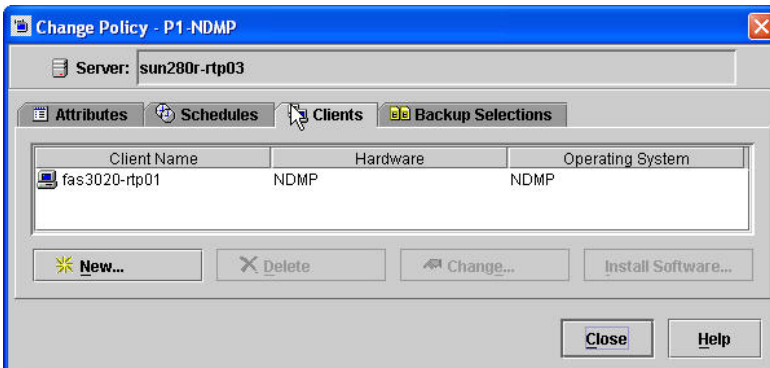 Change Policy - P1-NDMP
Server: sun280r-rtp03
Attributes Schedules Clients Backup Selections
Client Name Hardware Operating System
fas3020-rtp01 NDMP NDMP
New... Delete Change... Install Software...
Close Help